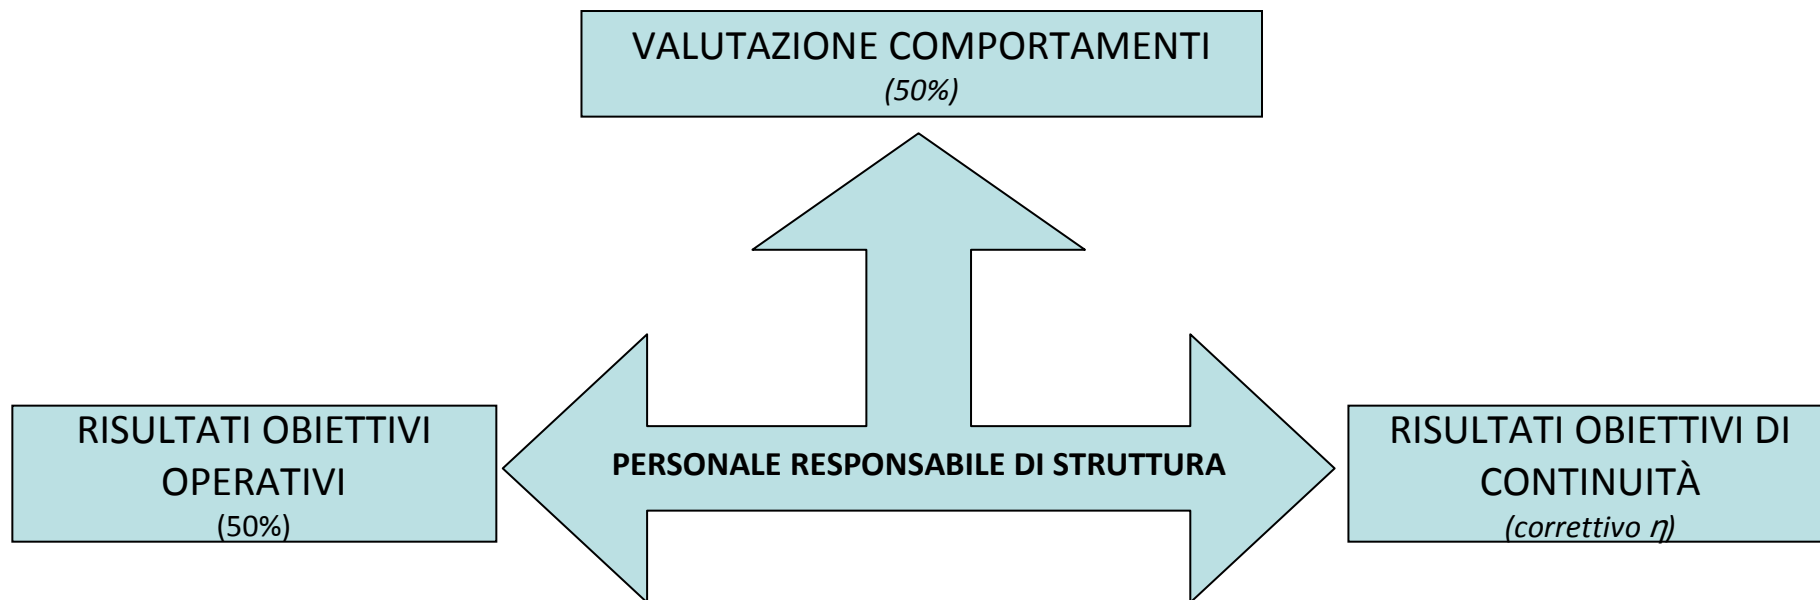 VALUTAZIONE COMPORTAMENTI
(50%)
RISULTATI OBIETTIVI
OPERATIVI
(50%)
PERSONALE RESPONSABILE DI STRUTTURA
RISULTATI OBIETTIVI DI
CONTINUITÀ
(correttivo η)